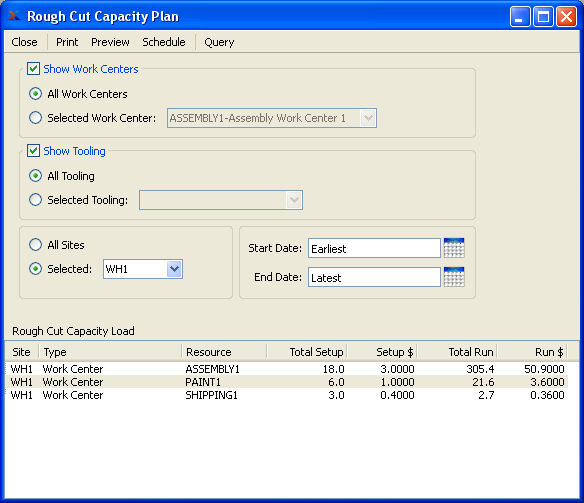 Rough Cut Capacity Plan
Close Print Preview Schedule Query
Show Work Centers
All Work Centers
Selected Work Center: ASSEMBLY1-Assembly Work Center 1
Show Tooling
All Tooling
Selected Tooling:
All Sites
Selected: WH1
Start Date: Earliest
End Date: Latest
Rough Cut Capacity Load
Site Type Resource Total Setup Setup $ Total Run Run $
WH1 Work Center ASSEMBLY1 18.0 3.0000 305.4 50.9000
WH1 Work Center PAINT1 6.0 1.0000 21.6 3.6000
WH1 Work Center SHIPPING1 3.0 0.4000 2.7 0.3600